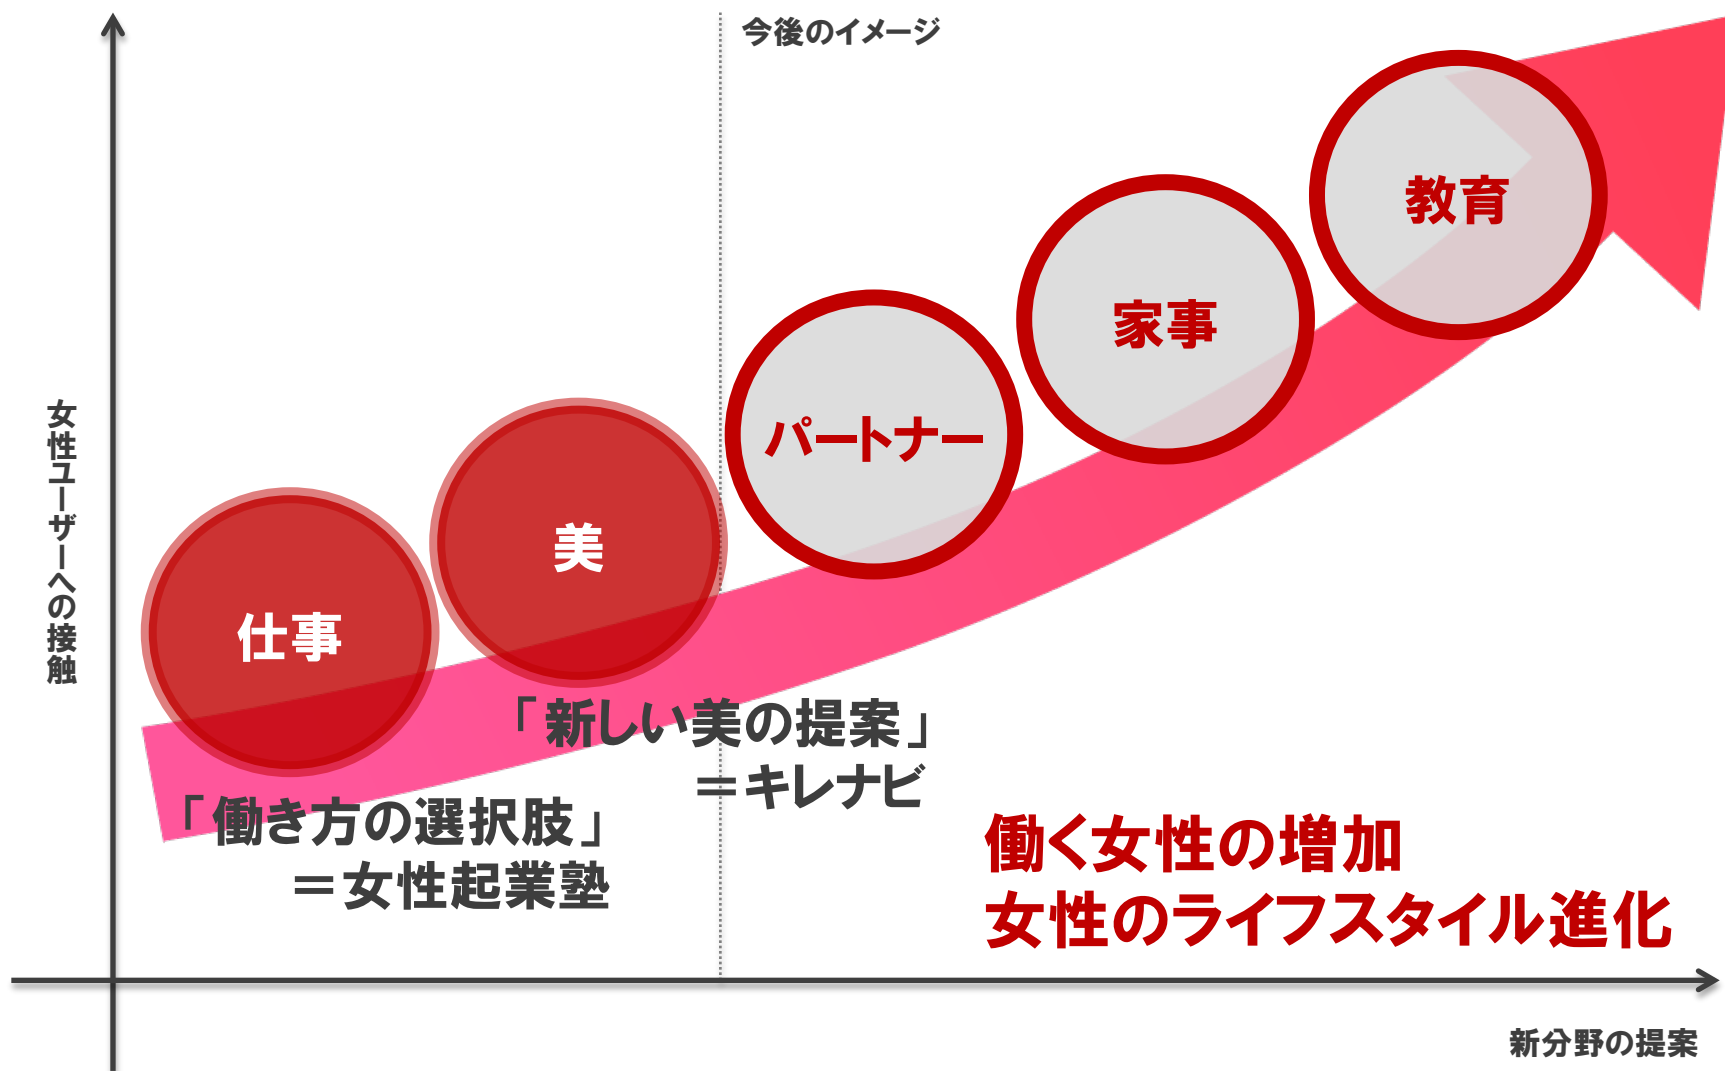 今後のイメージ
女性ユーザーへの接触
教育
家事
パートナー
美
仕事
「新しい美の提案」
＝キレナビ
「働き方の選択肢」
＝女性起業塾
働く女性の増加
女性のライフスタイル進化
新分野の提案